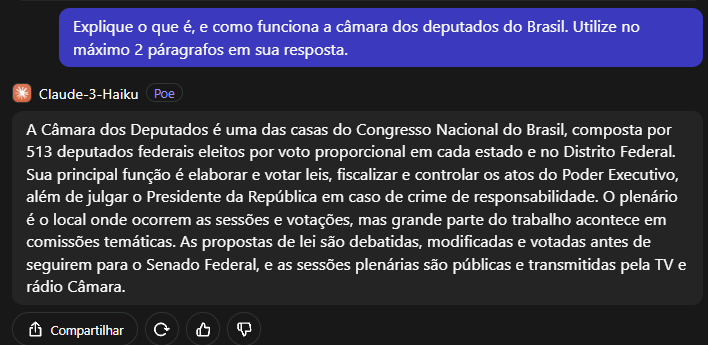 Explique o que é, e como funciona a câmara dos deputados do Brasil. Utilize no
máximo 2 páragrafos em sua resposta.
Claude-3-Haiku Poe
A Câmara dos Deputados é uma das casas do Congresso Nacional do Brasil, composta por
513 deputados federais eleitos por voto proporcional em cada estado e no Distrito Federal.
Sua principal função é elaborar e votar leis, fiscalizar e controlar os atos do Poder Executivo,
além de julgar o Presidente da República em caso de crime de responsabilidade. O plenário
é o local onde ocorrem as sessões e votações, mas grande parte do trabalho acontece em
comissões temáticas. As propostas de lei são debatidas, modificadas e votadas antes de
seguirem para o Senado Federal, e as sessões plenárias são públicas e transmitidas pela TV e
rádio Câmara.
Compartilhar